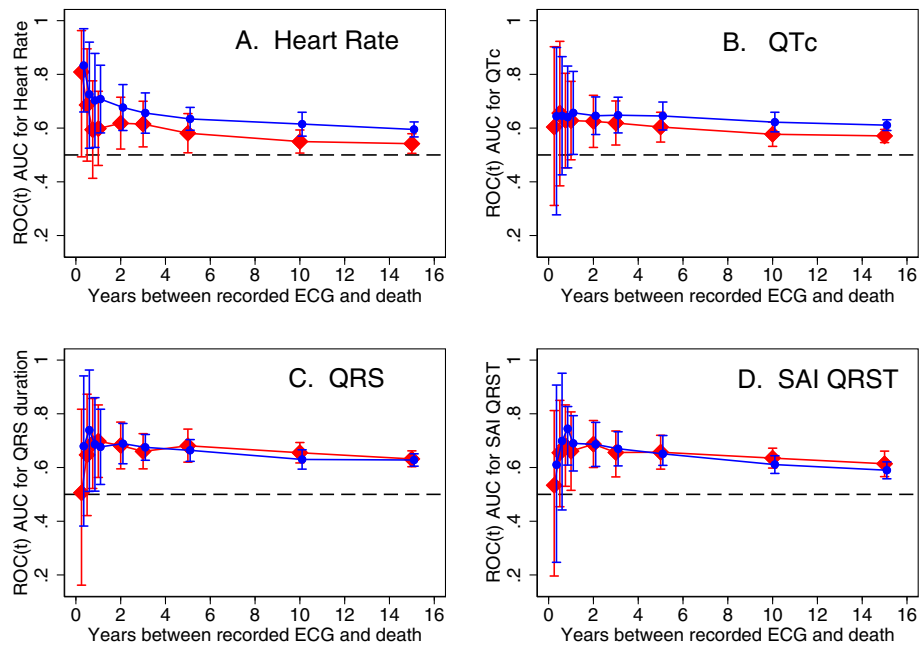 A. Heart Rate
ROC(t) AUC for Heart Rate
1
.8
.6
.4
.2
0 2 4 6 8 10 12 14 16
Years between recorded ECG and death
B. QTc
ROC(t) AUC for QTc
1
.8
.6
.4
.2
0 2 4 6 8 10 12 14 16
Years between recorded ECG and death
C. QRS
ROC(t) AUC for QRS duration
1
.8
.6
.4
.2
0 2 4 6 8 10 12 14 16
Years between recorded ECG and death
D. SAI QRST
ROC(t) AUC for SAI QRST
1
.8
.6
.4
.2
0 2 4 6 8 10 12 14 16
Years between recorded ECG and death